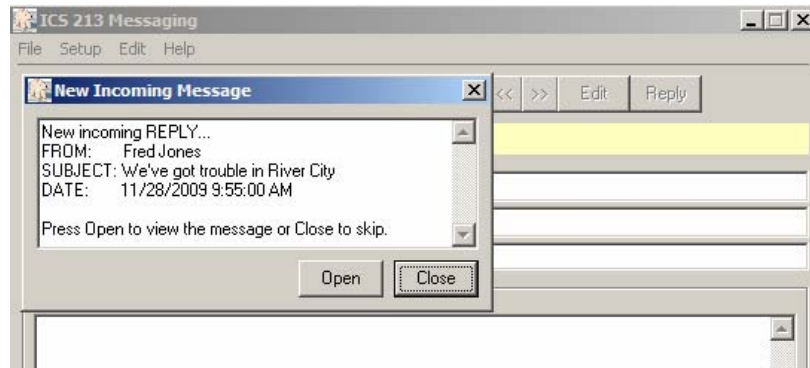 ICS 213 Messaging
File Setup Edit Help
<< >> Edit Reply
New Incoming Message
New incoming REPLY...
FROM: Fred Jones
SUBJECT: We've got trouble in River City
DATE: 11/28/2009 9:55:00 AM
Press Open to view the message or Close to skip.
Open Close